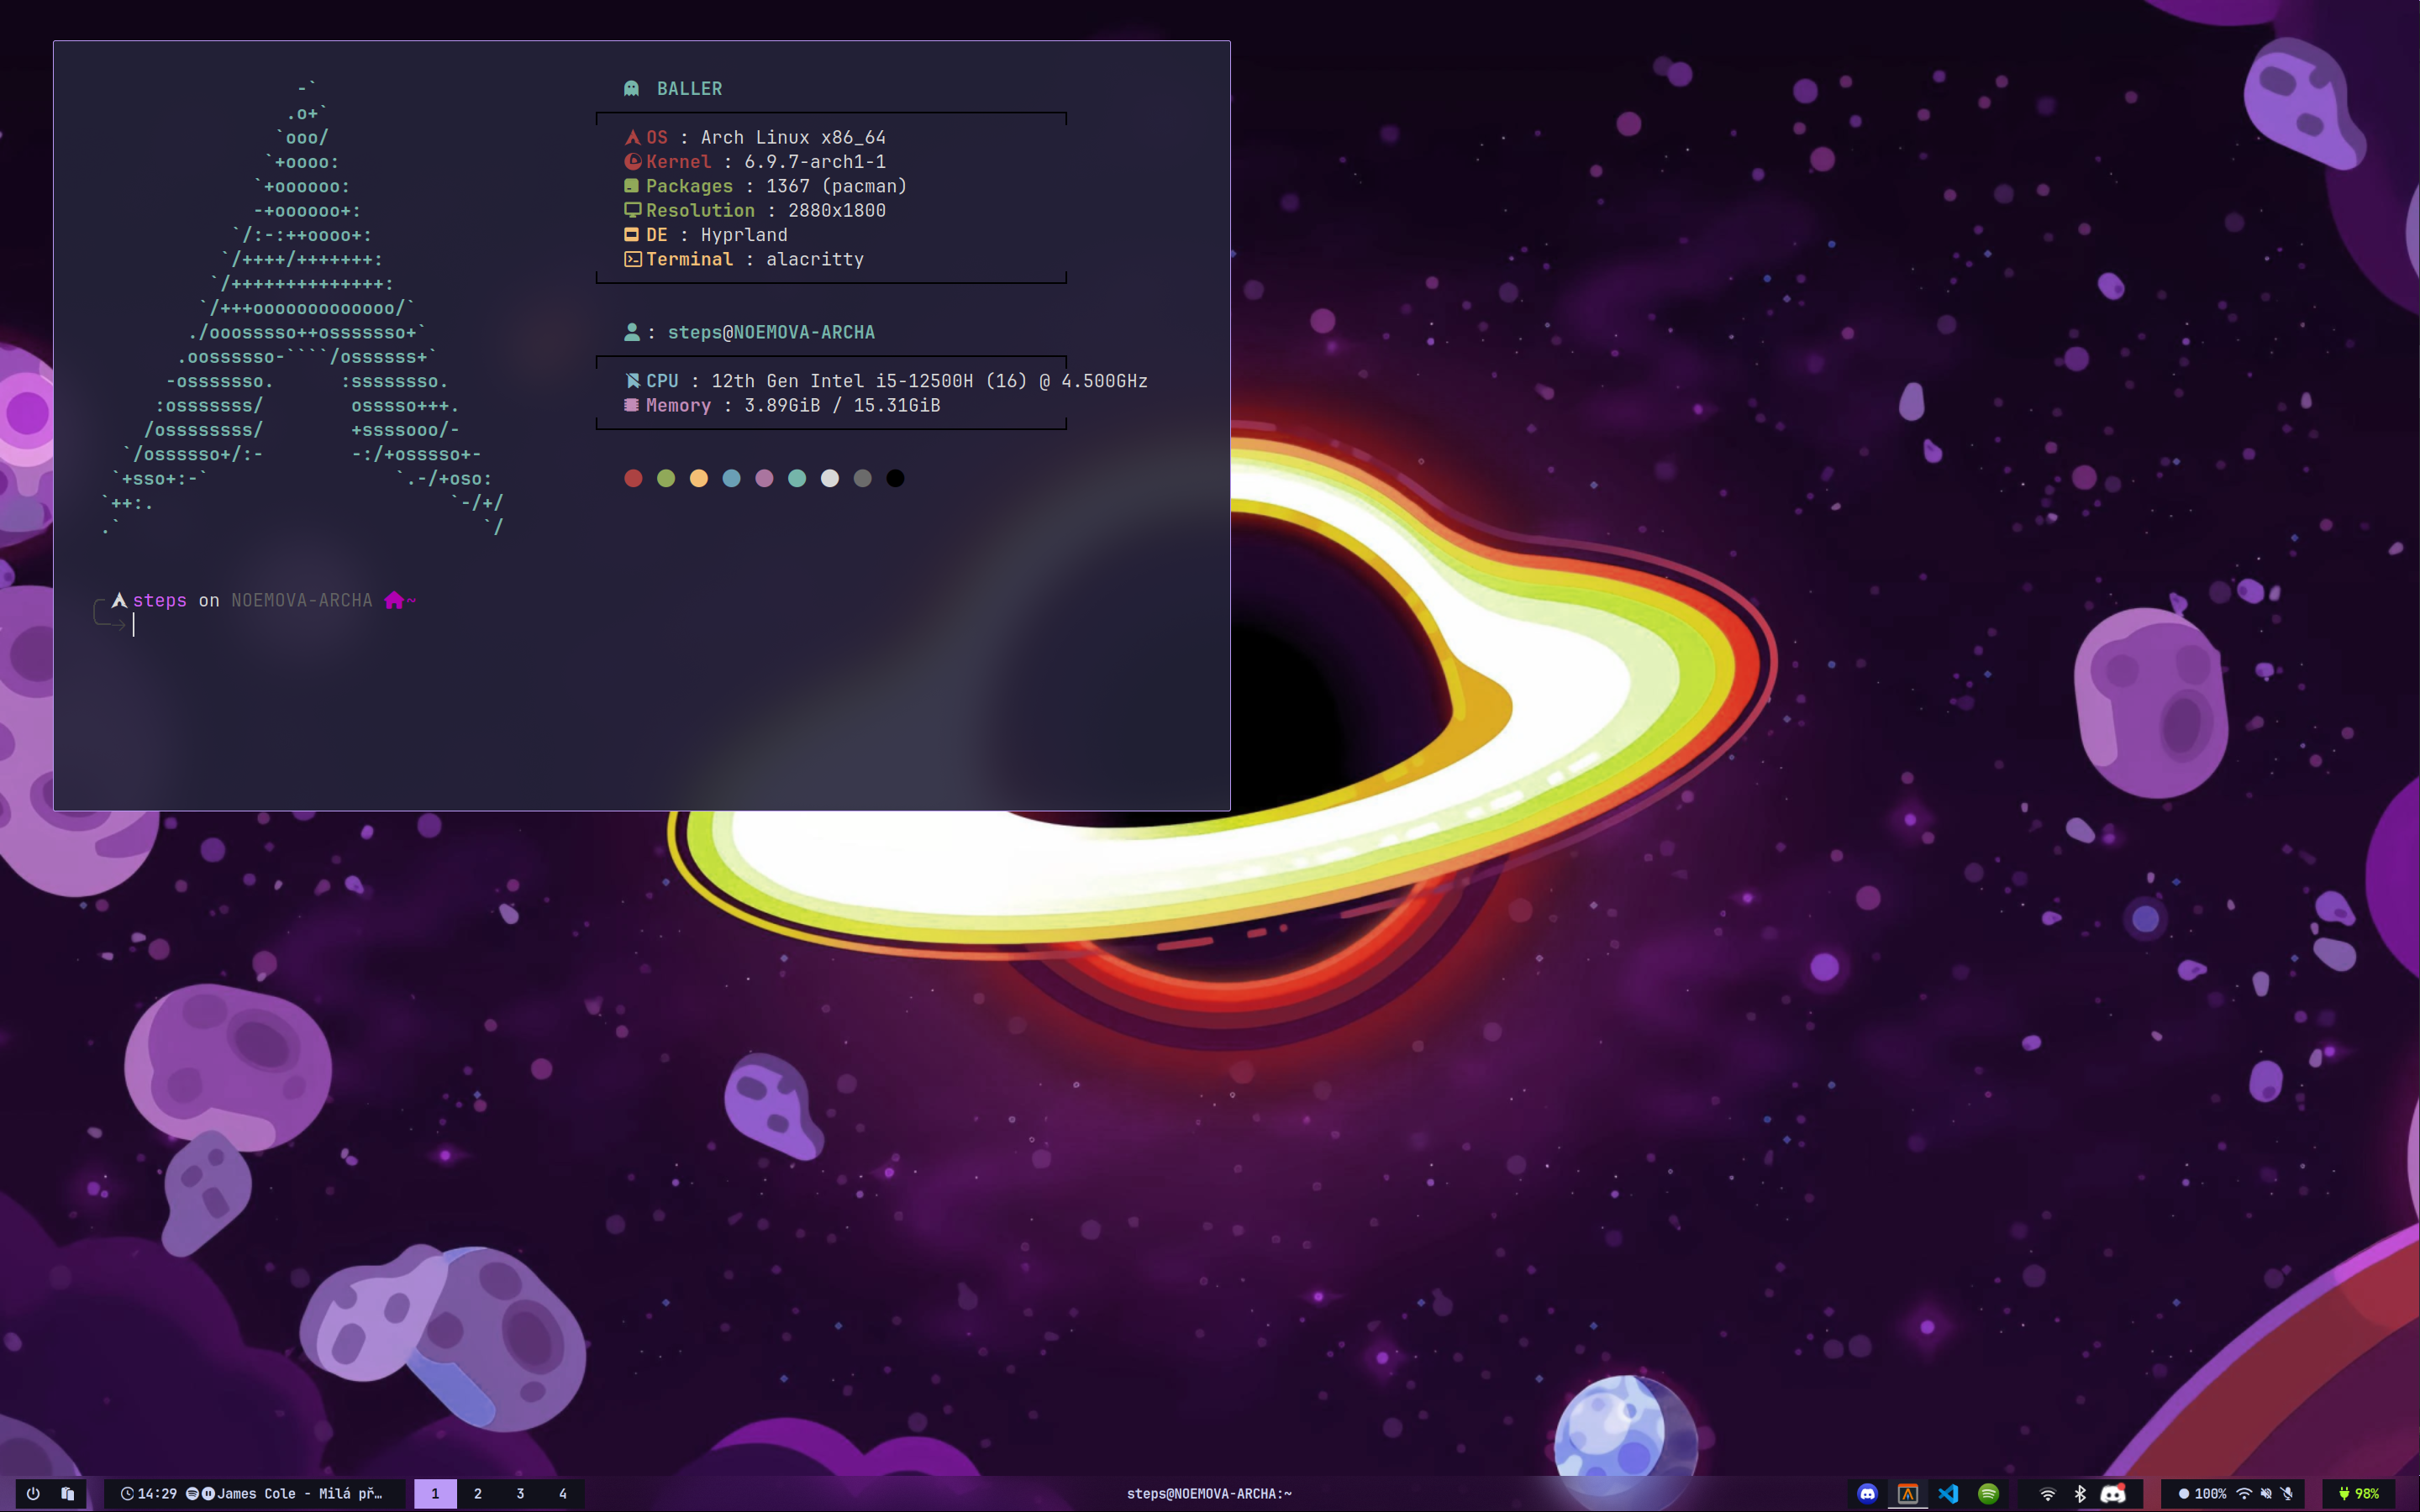 BALLER
OS : Arch Linux x86_64
Kernel : 6.9.7-arch1-1
Packages : 1367 (pacman)
Resolution : 2880x1800
DE : Hyprland
Terminal : alacritty
: steps@NOEMOVA-ARCHA
CPU : 12th Gen Intel i5-12500H (16) @ 4.500GHz
Memory : 3.89GiB / 15.31GiB
-`
.o+`
`ooo/
`+oooo:
`+oooooo:
-+oooooo+:
`/:-:++oooo+:
`/++++/+++++++:
`/++++++++++++++:
`/+++ooooooooooooo/`
./ooosssso++osssssso+`
.oossssso-````/ossssss+`
-osssssso. :ssssssso.
:osssssss/ osssso+++.
/ossssssss/ +ssssooo/-
`/ossssso+/:- -:/+osssso+-
`+sso+:-` `.-/+oso:
`++:. `-/+/
.` `/
steps on NOEMOVA-ARCHA ~
14:29 James Cole - Milá př… 1 2 3 4 steps@NOEMOVA-ARCHA:~ 100% 98%